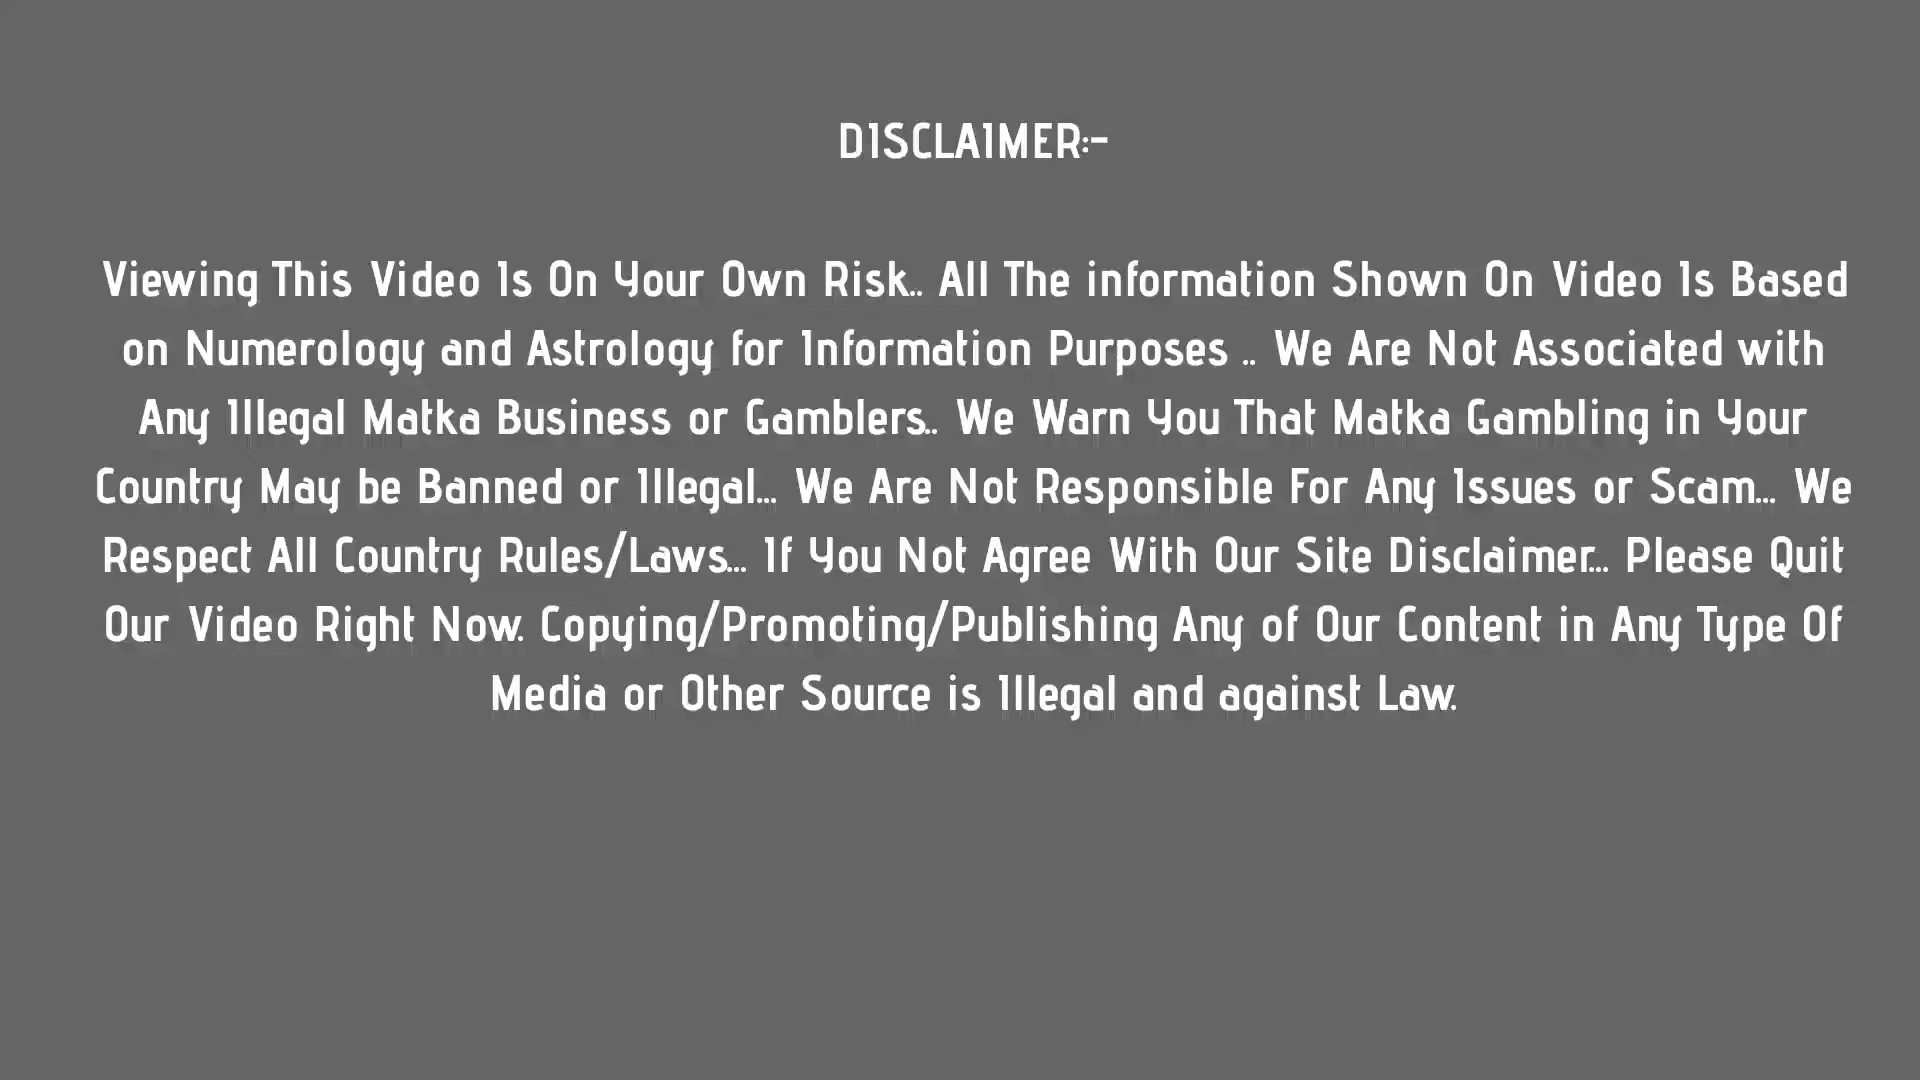 DISCLAIMER:-
Viewing This Video Is On Your Own Risk.. All The information Shown On Video Is Based
on Numerology and Astrology for Information Purposes .. We Are Not Associated with
Any Illegal Matka Business or Gamblers.. We Warn You That Matka Gambling in Your
Country May be Banned or Illegal... We Are Not Responsible For Any Issues or Scam... We
Respect All Country Rules/Laws... If You Not Agree With Our Site Disclaimer... Please Quit
Our Video Right Now. Copying/Promoting/Publishing Any of Our Content in Any Type Of
Media or Other Source is Illegal and against Law.